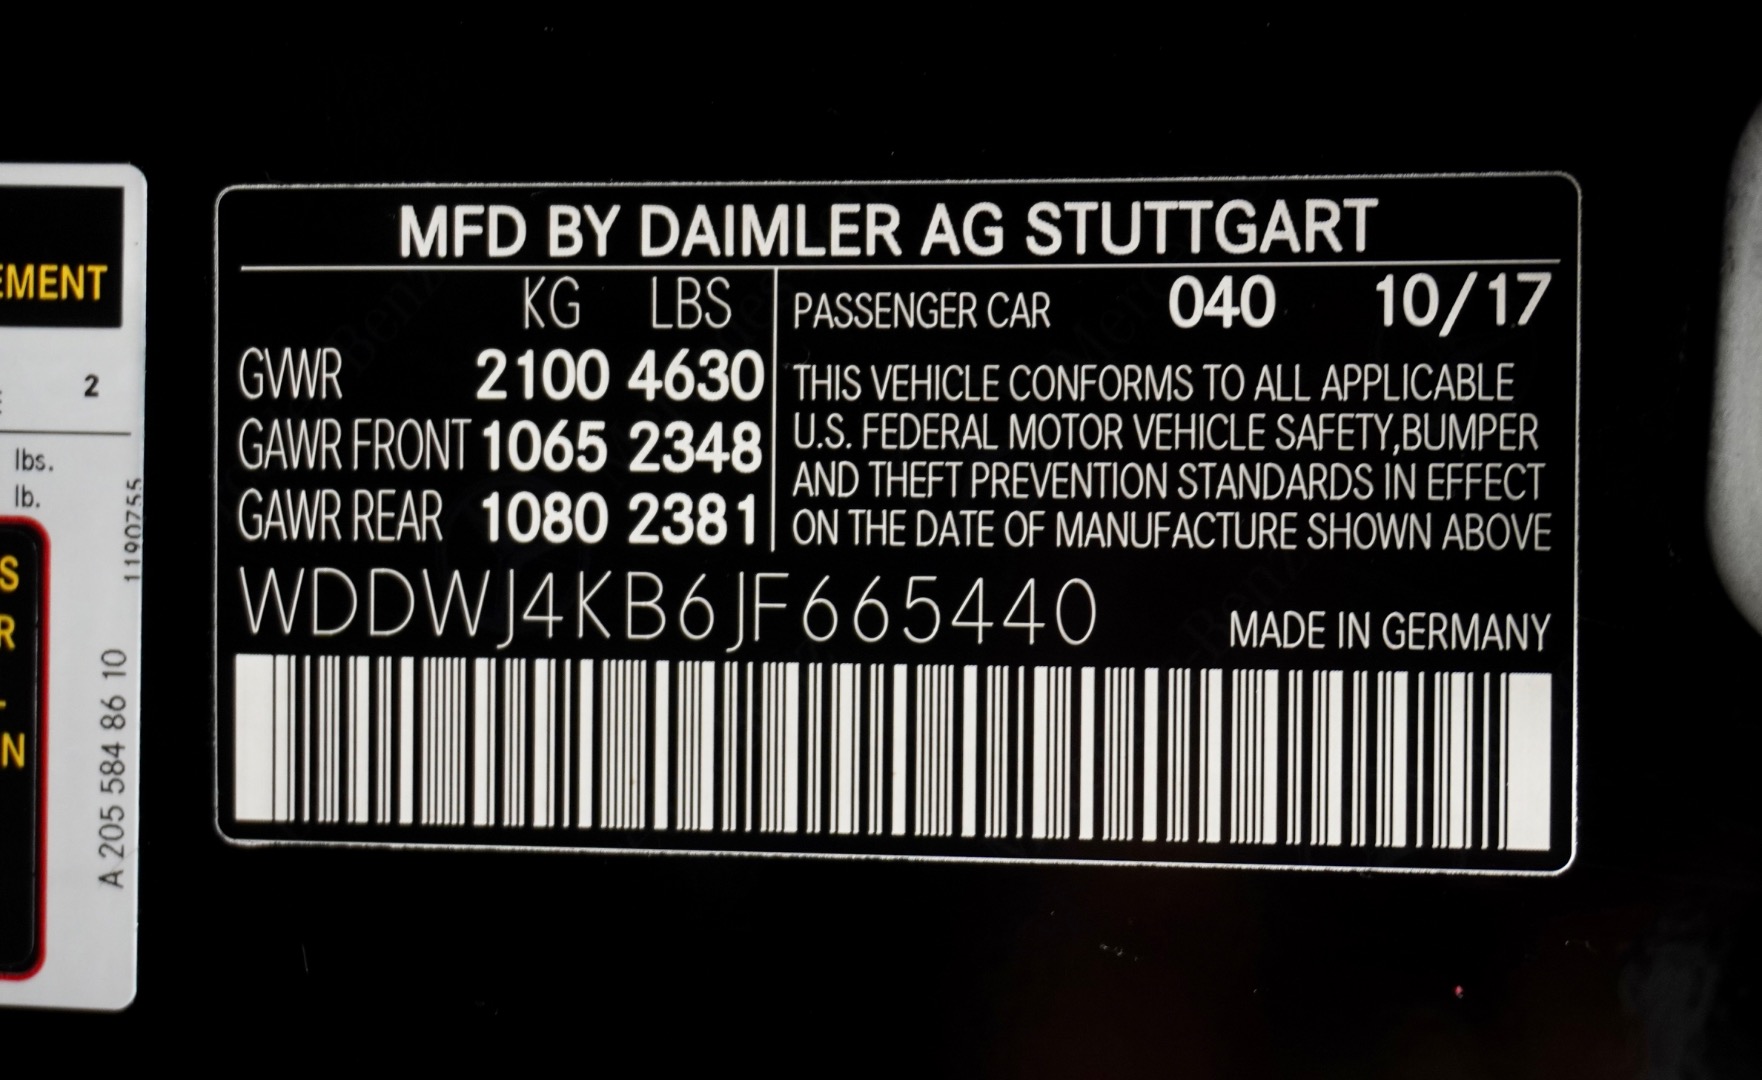 MFD BY DAIMLER AG STUTTGART
KG LBS
GVWR 2100 4630
GAWR FRONT 1065 2348
GAWR REAR 1080 2381
PASSENGER CAR 040 10/17
THIS VEHICLE CONFORMS TO ALL APPLICABLE
U.S. FEDERAL MOTOR VEHICLE SAFETY,BUMPER
AND THEFT PREVENTION STANDARDS IN EFFECT
ON THE DATE OF MANUFACTURE SHOWN ABOVE
WDDWJ4KB6JF665440
MADE IN GERMANY
EMENT
2
lbs.
lb.
S
R
N
1190755
A 205 584 86 10